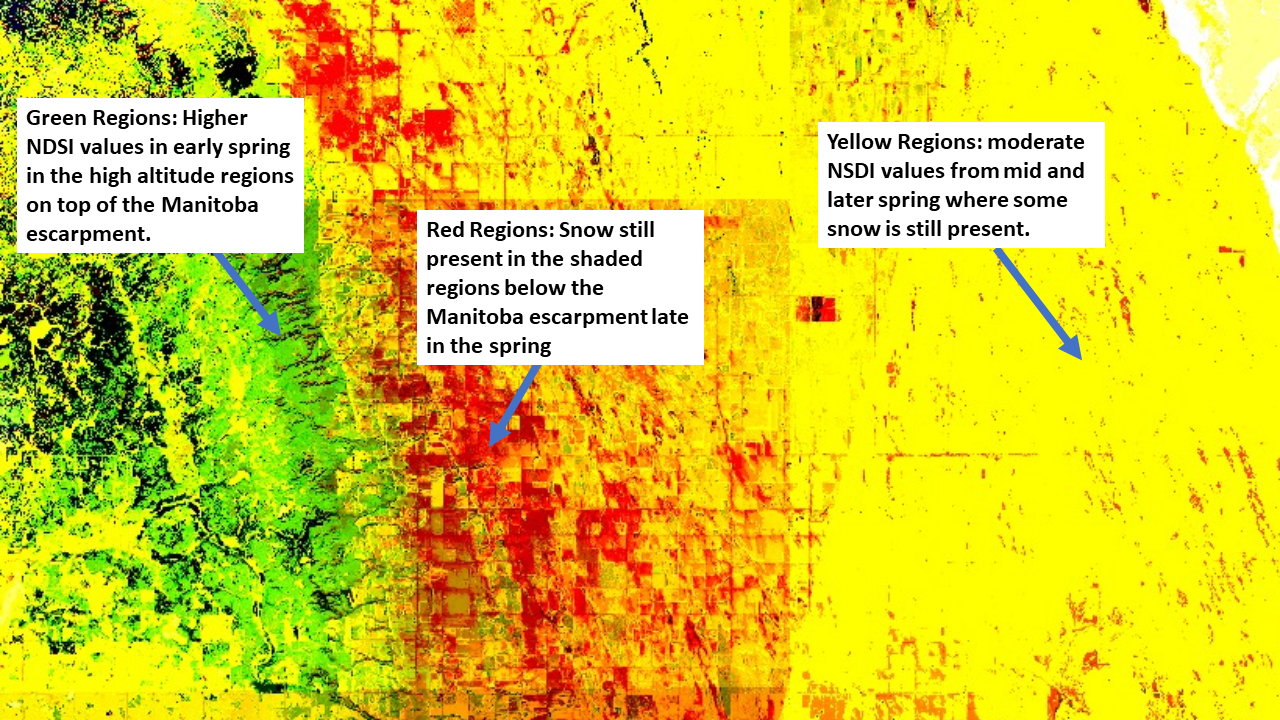 Green Regions: Higher
NDSI values in early spring
in the high altitude regions
on top of the Manitoba
escarpment.
Red Regions: Snow still
present in the shaded
regions below the
Manitoba escarpment late
in the spring
Yellow Regions: moderate
NSDI values from mid and
later spring where some
snow is still present.